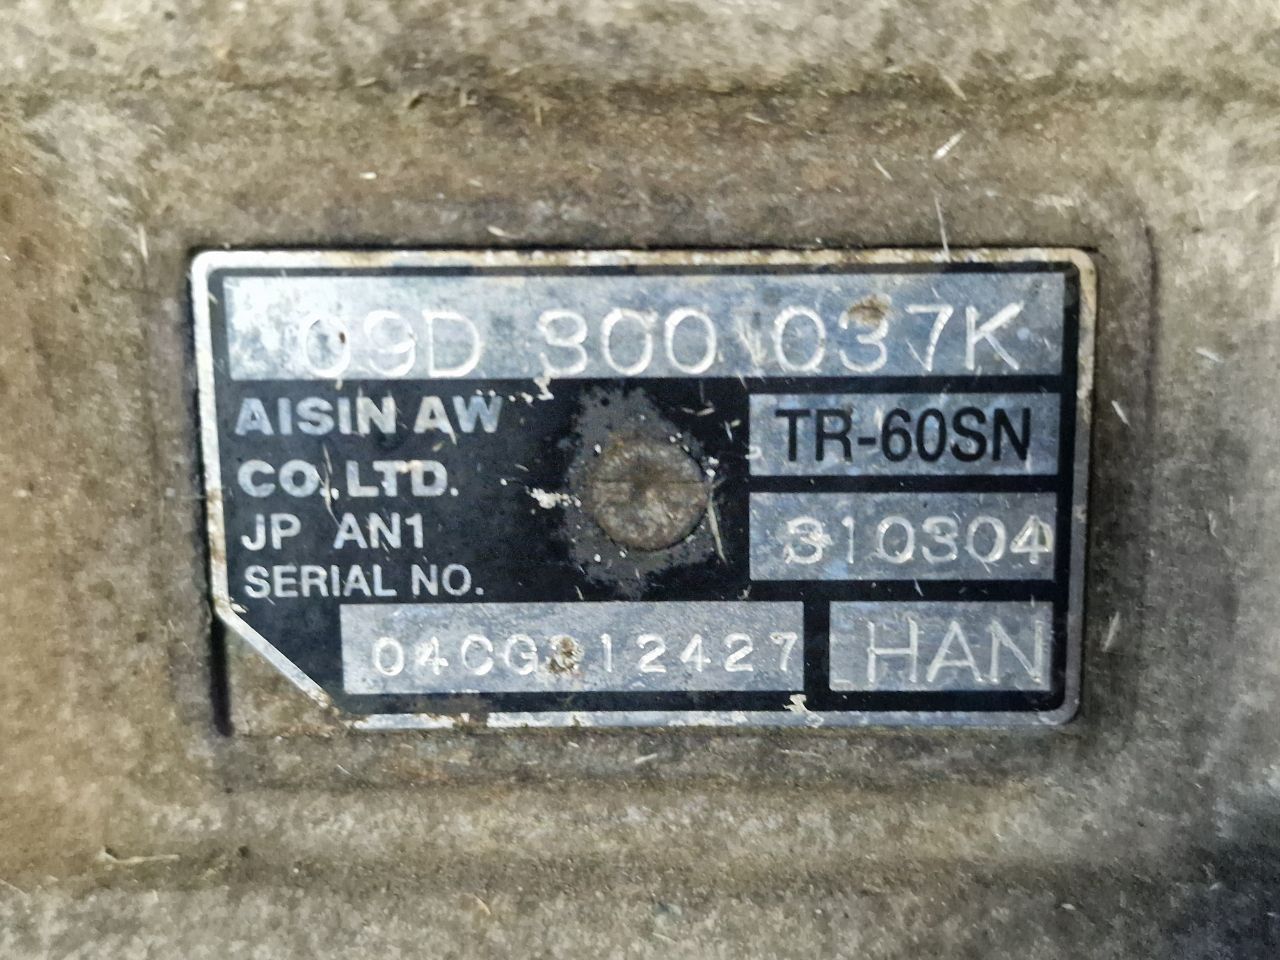 09D 300 037K
AISIN AW
CO.,LTD.
JP AN1
SERIAL NO.
TR-60SN
310304
04CG312427
HAN